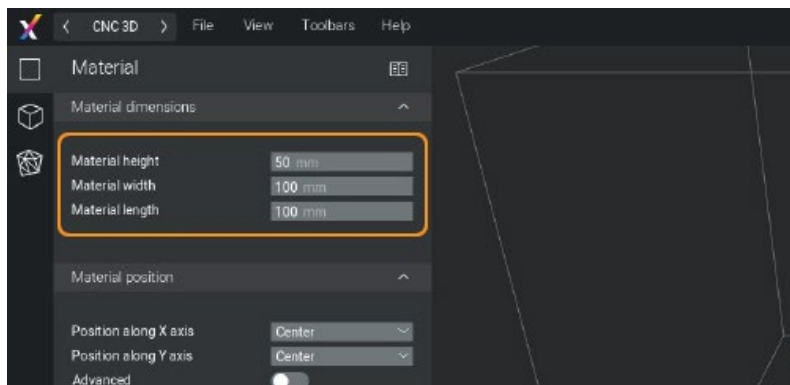 CNC 3D File View Toolbars Help
Material
Material dimensions
Material height 50 mm
Material width 100 mm
Material length 100 mm
Material position
Position along X axis Center
Position along Y axis Center
Advanced